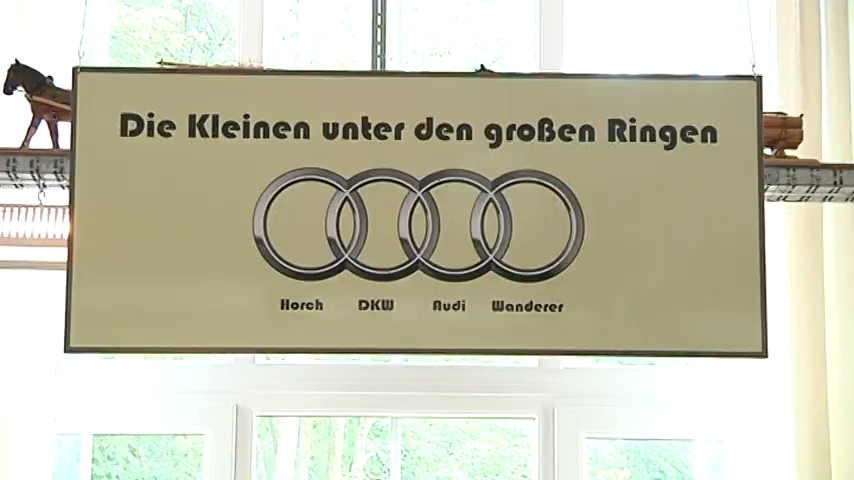 Die Kleinen unter den großen Ringen
Horch DKW Audi Wanderer